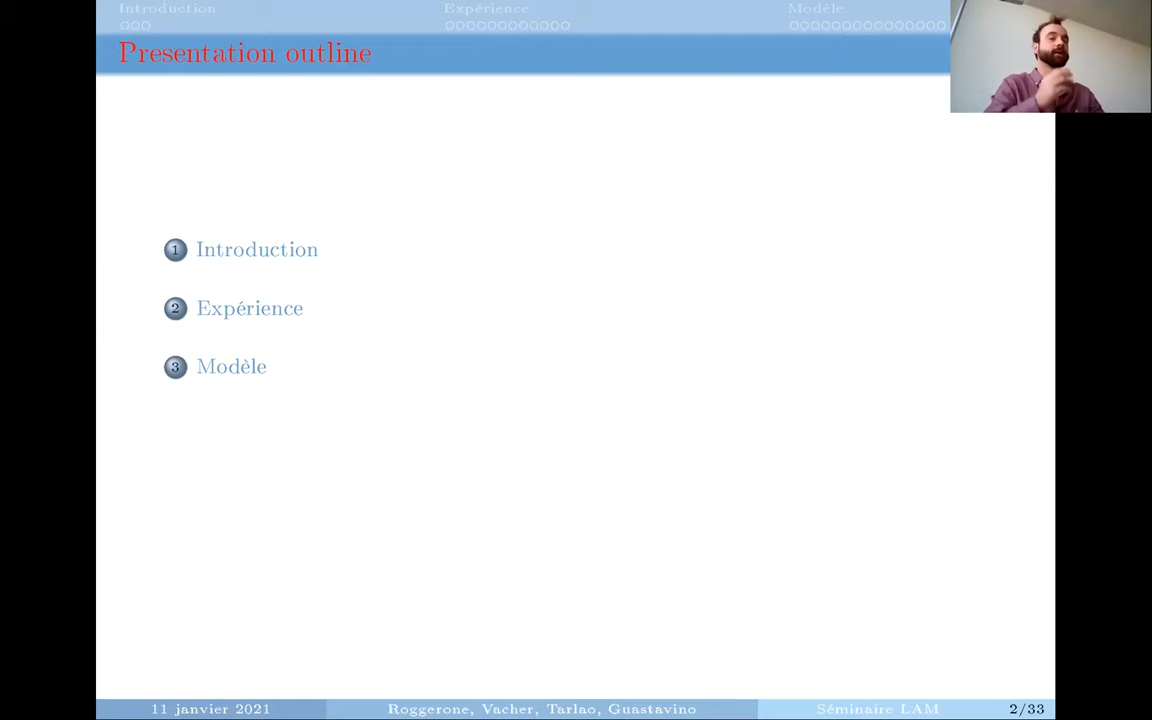 Introduction
Expérience
Modèle
Presentation outline
1 Introduction
2 Expérience
3 Modèle
11 janvier 2021
Roggerone, Vacher, Tarlao, Guastavino
Séminaire LAM
2/33